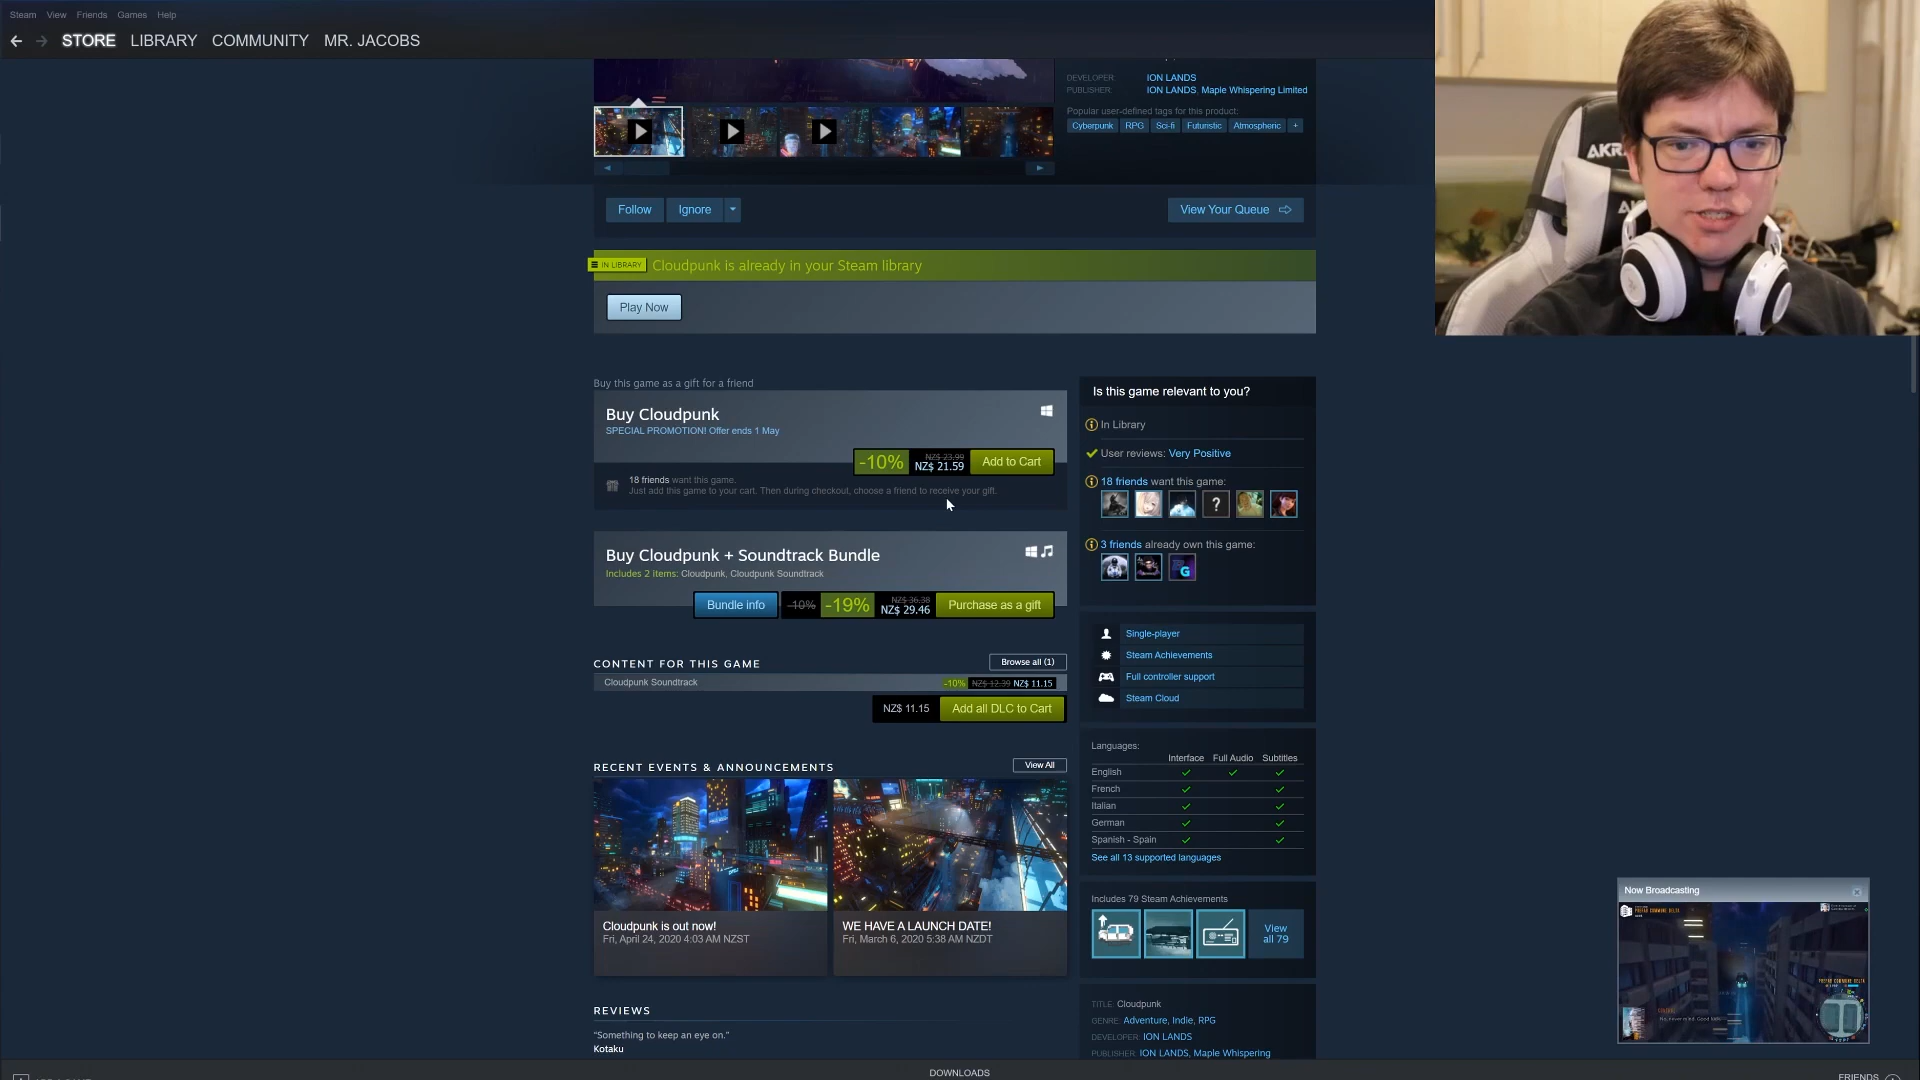 Steam View Friends Games Help
STORE LIBRARY COMMUNITY MR. JACOBS
DEVELOPER: ION LANDS
PUBLISHER: ION LANDS, Maple Whispering Limited
Popular user-defined tags for this product:
Cyberpunk RPG Sci-fi Futuristic Atmospheric +
Follow Ignore View Your Queue
IN LIBRARY Cloudpunk is already in your Steam library
Play Now
Buy this game as a gift for a friend
Buy Cloudpunk
SPECIAL PROMOTION! Offer ends 1 May
-10% NZ$ 23.99 NZ$ 21.59 Add to Cart
18 friends want this game.
Just add this game to your cart. Then during checkout, choose a friend to receive your gift.
Buy Cloudpunk + Soundtrack Bundle
Includes 2 items: Cloudpunk, Cloudpunk Soundtrack
Bundle info -10% -19% NZ$ 36.38 NZ$ 29.46 Purchase as a gift
CONTENT FOR THIS GAME Browse all (1)
Cloudpunk Soundtrack -10% NZ$ 12.39 NZ$ 11.15
NZ$ 11.15 Add all DLC to Cart
RECENT EVENTS & ANNOUNCEMENTS View All
Cloudpunk is out now!
Fri, April 24, 2020 4:03 AM NZST
WE HAVE A LAUNCH DATE!
Fri, March 6, 2020 5:38 AM NZDT
REVIEWS
“Something to keep an eye on.”
Kotaku
Is this game relevant to you?
In Library
User reviews: Very Positive
18 friends want this game:
?
3 friends already own this game:
G
Single-player
Steam Achievements
Full controller support
Steam Cloud
Languages:
Interface Full Audio Subtitles
English
French
Italian
German
Spanish - Spain
See all 13 supported languages
Includes 79 Steam Achievements
View all 79
TITLE: Cloudpunk
GENRE: Adventure, Indie, RPG
DEVELOPER: ION LANDS
PUBLISHER: ION LANDS, Maple Whispering
AKR
Now Broadcasting
DOWNLOADS
FRIENDS